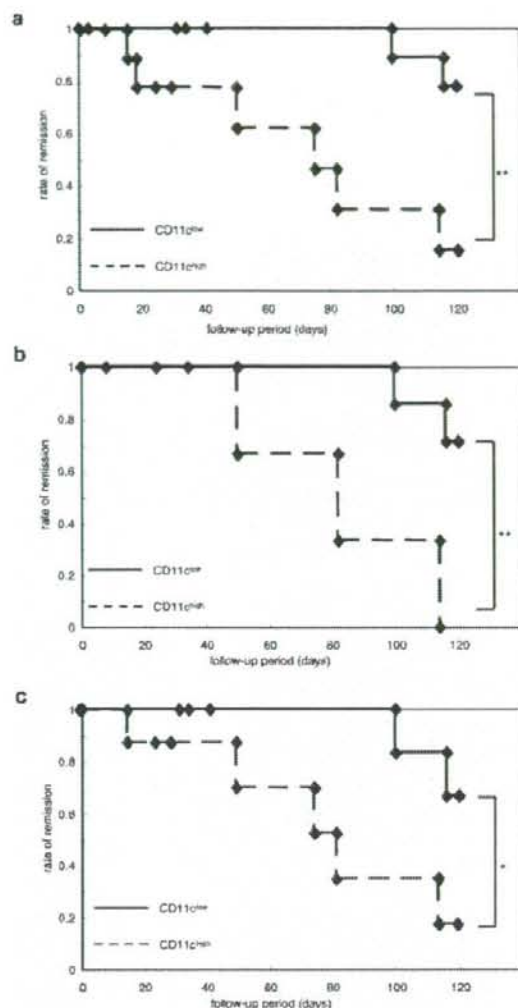 a
1
0.8
0.6
0.4
0.2
0
rate of remission
CD11c^low
CD11c^high
**
0 20 40 60 80 100 120
follow-up period (days)
b
1
0.8
0.6
0.4
0.2
0
rate of remission
CD11c^low
CD11c^high
**
0 20 40 60 80 100 120
follow-up period (days)
c
1
0.8
0.6
0.4
0.2
0
rate of remission
CD11c^low
CD11c^high
*
0 20 40 60 80 100 120
follow-up period (days)